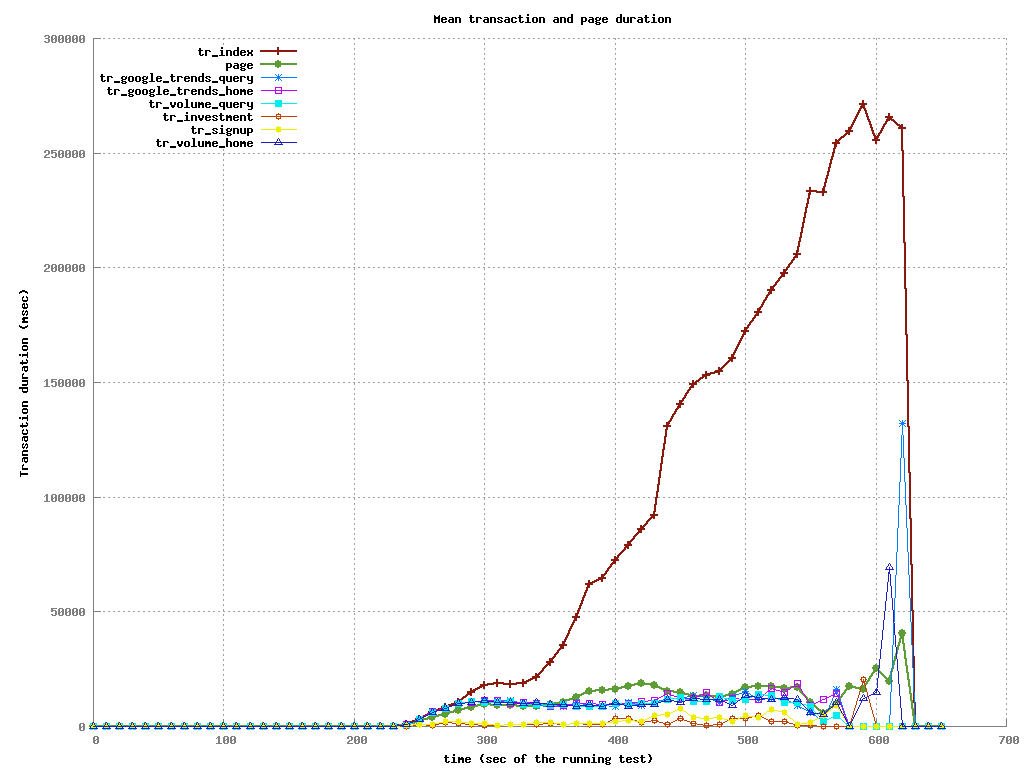 Mean transaction and page duration
300000
250000
200000
150000
100000
50000
0
tr_index
page
tr_google_trends_query
tr_google_trends_home
tr_volume_query
tr_investment
tr_signup
tr_volume_home
Transaction duration (msec)
0 100 200 300 400 500 600 700
time (sec of the running test)